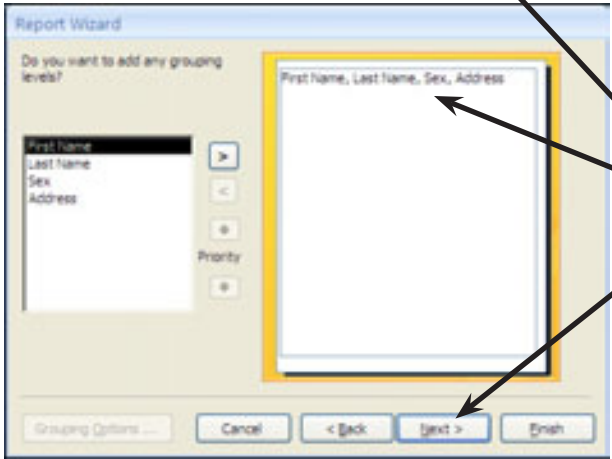 Report Wizard
Do you want to add any grouping
levels?
First Name, Last Name, Sex, Address
First Name
Last Name
Sex
Address
>
<
Priority
Grouping Options ...
Cancel
< Back
Next >
Finish